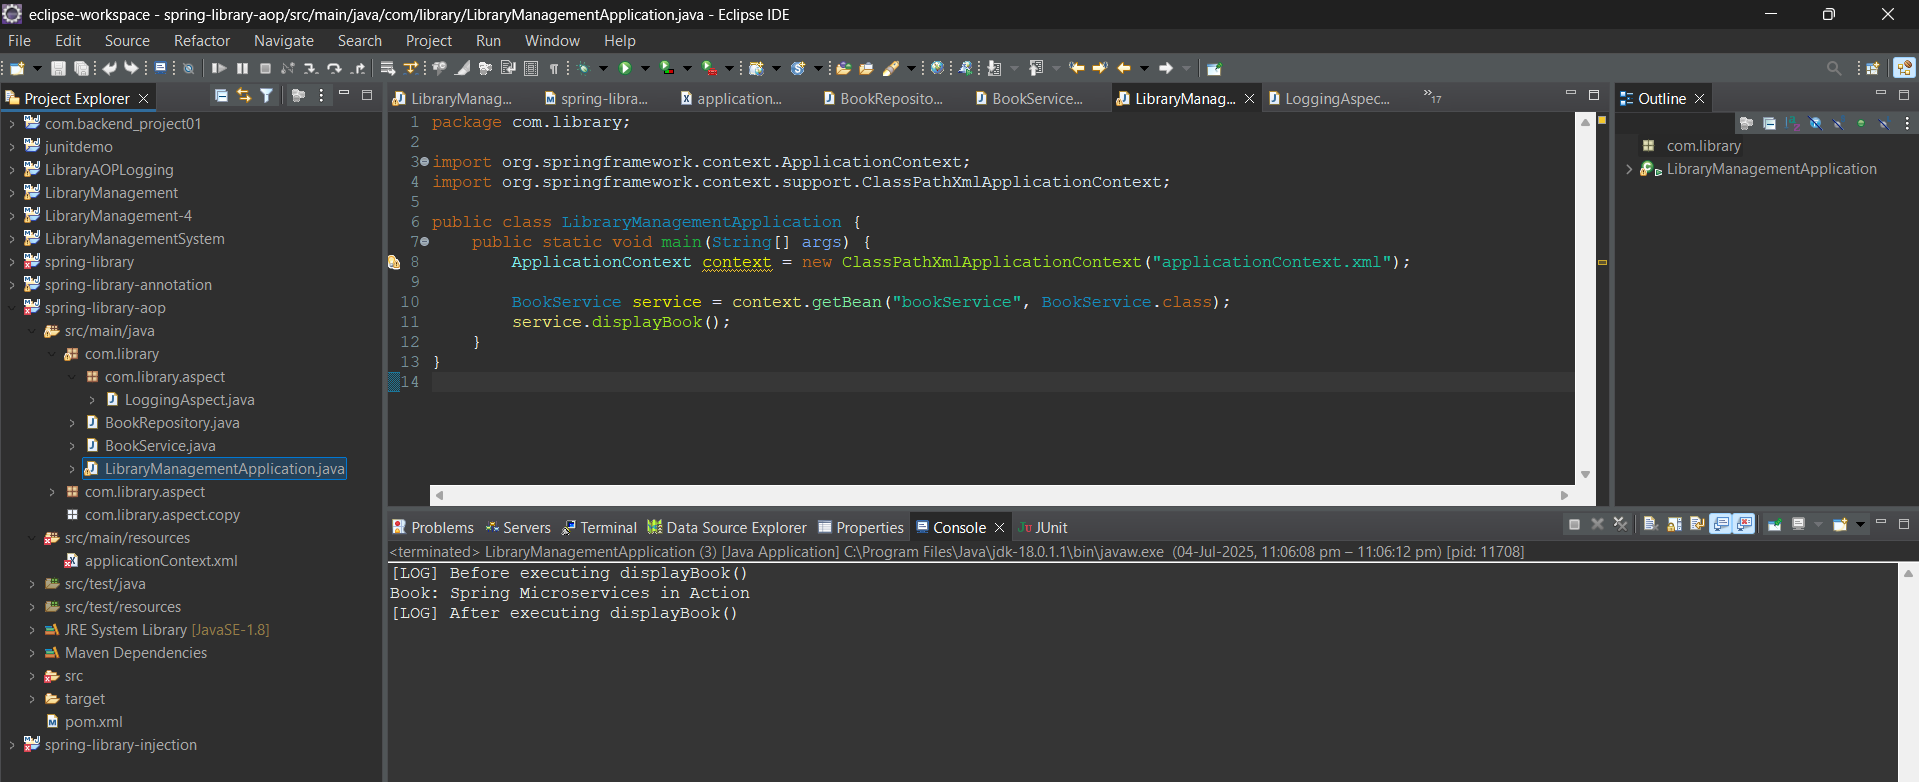 eclipse-workspace - spring-library-aop/src/main/java/com/library/LibraryManagementApplication.java - Eclipse IDE
File Edit Source Refactor Navigate Search Project Run Window Help
Project Explorer
com.backend_project01
junitdemo
LibraryAOPLogging
LibraryManagement
LibraryManagement-4
LibraryManagementSystem
spring-library
spring-library-annotation
spring-library-aop
src/main/java
com.library
com.library.aspect
LoggingAspect.java
BookRepository.java
BookService.java
LibraryManagementApplication.java
com.library.aspect
com.library.aspect.copy
src/main/resources
applicationContext.xml
src/test/java
src/test/resources
JRE System Library [JavaSE-1.8]
Maven Dependencies
src
target
pom.xml
spring-library-injection
LibraryManag... spring-libra... application... BookReposito... BookService... LibraryManag... LoggingAspec... »17
1 package com.library;
2
3 import org.springframework.context.ApplicationContext;
4 import org.springframework.context.support.ClassPathXmlApplicationContext;
5
6 public class LibraryManagementApplication {
7 public static void main(String[] args) {
8 ApplicationContext context = new ClassPathXmlApplicationContext("applicationContext.xml");
9
10 BookService service = context.getBean("bookService", BookService.class);
11 service.displayBook();
12 }
13 }
14
Outline
com.library
LibraryManagementApplication
Problems Servers Terminal Data Source Explorer Properties Console JUnit
<terminated> LibraryManagementApplication (3) [Java Application] C:\Program Files\Java\jdk-18.0.1.1\bin\javaw.exe (04-Jul-2025, 11:06:08 pm – 11:06:12 pm) [pid: 11708]
[LOG] Before executing displayBook()
Book: Spring Microservices in Action
[LOG] After executing displayBook()